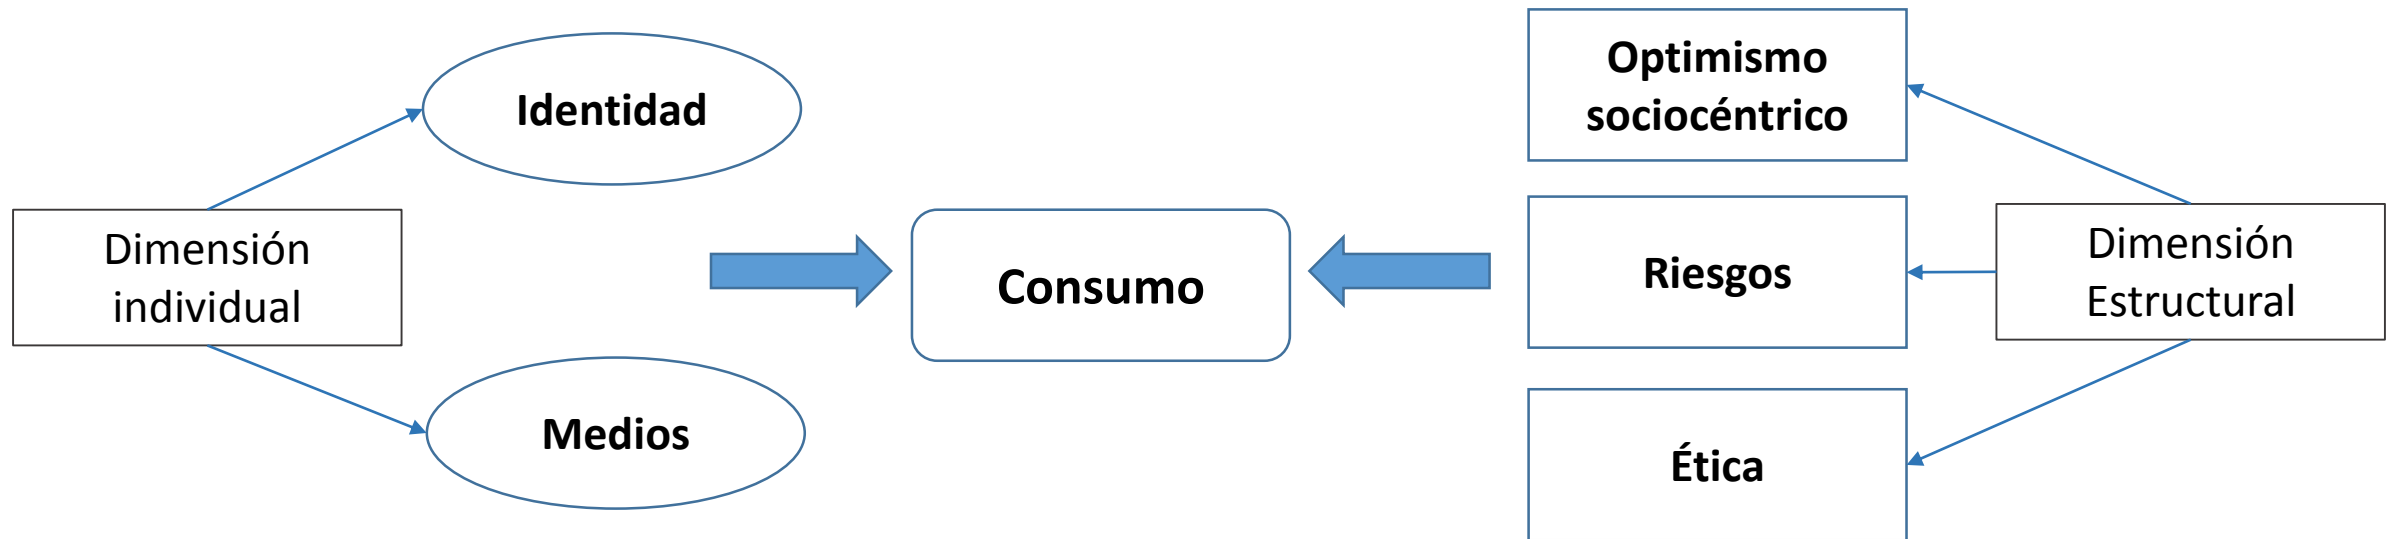 Dimensión
individual
Identidad
Medios
Consumo
Optimismo
sociocéntrico
Riesgos
Ética
Dimensión
Estructural